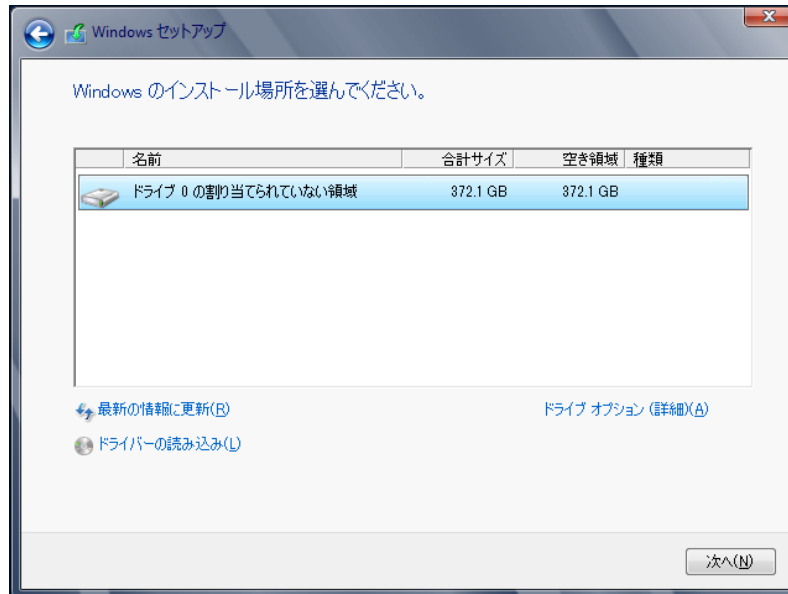 Windows セットアップ
Windows のインストール場所を選んでください。
名前 合計サイズ 空き領域 種類
ドライブ 0 の割り当てられていない領域 372.1 GB 372.1 GB
最新の情報に更新(R) ドライブ オプション (詳細)(A)
ドライバーの読み込み(L)
次へ(N)